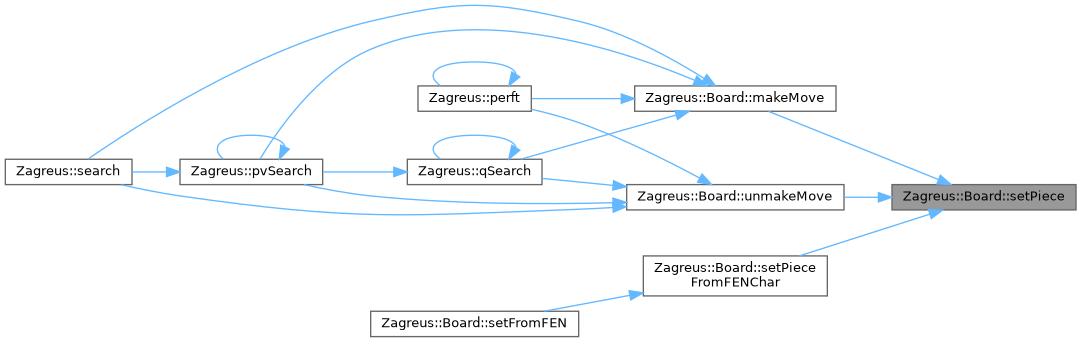 Zagreus::perft
Zagreus::Board::makeMove
Zagreus::search
Zagreus::pvSearch
Zagreus::qSearch
Zagreus::Board::unmakeMove
Zagreus::Board::setPiece
Zagreus::Board::setPiece
FromFENChar
Zagreus::Board::setFromFEN